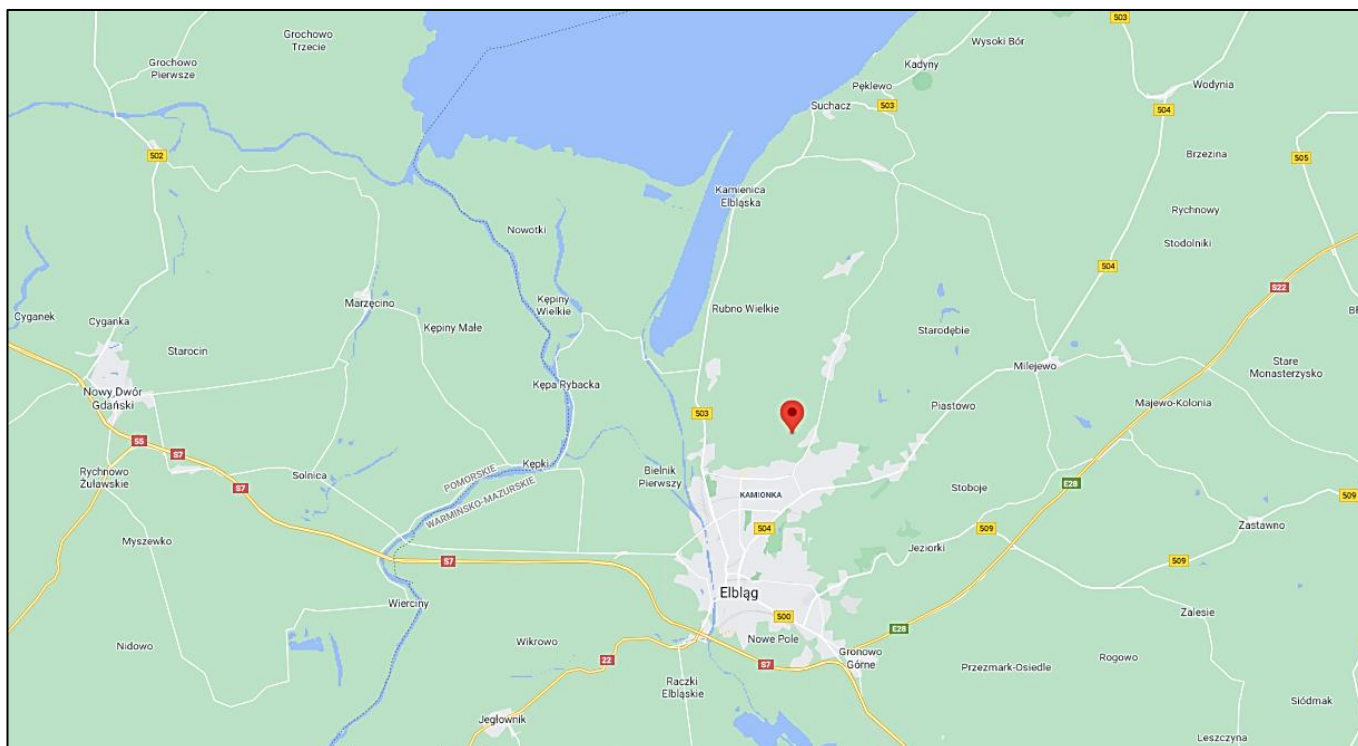 503
Grochowo
Trzecie
Wysoki Bór
Grochowo
Pierwsze
Kadyny
Pęklewo
Wodynia
Suchacz
503
504
502
Brzezina
505
Kamienica
Elbląska
Rychnowy
Nowotki
Stodolniki
504
S22
Marzęcino
Kępiny
Wielkie
Rubno Wielkie
Cyganek
Cyganka
Kępiny Małe
Starodębie
Starocin
Milejewo
Stare
Monasterzysko
Nowy Dwór
Gdański
Kępa Rybacka
Piastowo
Majewo-Kolonia
503
S5
S7
Rychnowo
Żuławskie
Solnica
Kępki
Bielnik
Pierwszy
POMORSKIE
WARMIŃSKO-MAZURSKIE
S7
KAMIONKA
Stoboje
E28
509
504
509
Zastawno
Myszewko
Jeziorki
S7
509
Wierciny
Elbląg
500
Zalesie
E28
Nidowo
Wikrowo
Nowe Pole
22
S7
Gronowo
Górne
Przezmark-Osiedle
Rogowo
Raczki
Elbląskie
Siódmak
Jegłownik
Leszczyna